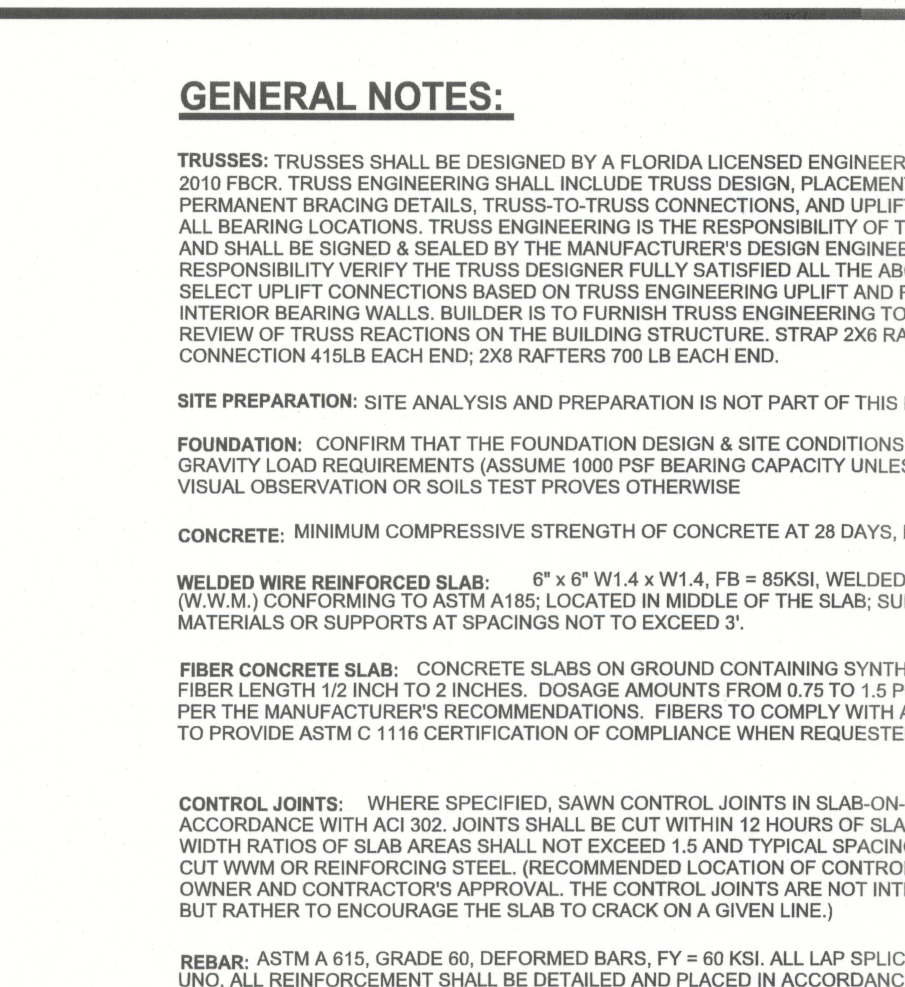 GENERAL NOTES:
TRUSSES: TRUSSES SHALL BE DESIGNED BY A FLORIDA LICENSED ENGINEER
2010 FBCR. TRUSS ENGINEERING SHALL INCLUDE TRUSS DESIGN, PLACEMENT
PERMANENT BRACING DETAILS, TRUSS-TO-TRUSS CONNECTIONS, AND UPLIFT
ALL BEARING LOCATIONS. TRUSS ENGINEERING IS THE RESPONSIBILITY OF T
AND SHALL BE SIGNED & SEALED BY THE MANUFACTURER'S DESIGN ENGINEE
RESPONSIBILITY VERIFY THE TRUSS DESIGNER FULLY SATISFIED ALL THE AB
SELECT UPLIFT CONNECTIONS BASED ON TRUSS ENGINEERING UPLIFT AND
INTERIOR BEARING WALLS. BUILDER IS TO FURNISH TRUSS ENGINEERING TO
REVIEW OF TRUSS REACTIONS ON THE BUILDING STRUCTURE. STRAP 2X6 RA
CONNECTION 415LB EACH END; 2X8 RAFTERS 700 LB EACH END.
SITE PREPARATION: SITE ANALYSIS AND PREPARATION IS NOT PART OF THIS
FOUNDATION: CONFIRM THAT THE FOUNDATION DESIGN & SITE CONDITIONS
GRAVITY LOAD REQUIREMENTS (ASSUME 1000 PSF BEARING CAPACITY UNLES
VISUAL OBSERVATION OR SOILS TEST PROVES OTHERWISE
CONCRETE: MINIMUM COMPRESSIVE STRENGTH OF CONCRETE AT 28 DAYS,
WELDED WIRE REINFORCED SLAB: 6" x 6" W1.4 x W1.4, FB = 85KSI, WELDED
(W.W.M.) CONFORMING TO ASTM A185; LOCATED IN MIDDLE OF THE SLAB; SU
MATERIALS OR SUPPORTS AT SPACINGS NOT TO EXCEED 3'.
FIBER CONCRETE SLAB: CONCRETE SLABS ON GROUND CONTAINING SYNTH
FIBER LENGTH 1/2 INCH TO 2 INCHES. DOSAGE AMOUNTS FROM 0.75 TO 1.5 P
PER THE MANUFACTURER'S RECOMMENDATIONS. FIBERS TO COMPLY WITH A
TO PROVIDE ASTM C 1116 CERTIFICATION OF COMPLIANCE WHEN REQUESTE
CONTROL JOINTS: WHERE SPECIFIED, SAWN CONTROL JOINTS IN SLAB-ON-
ACCORDANCE WITH ACI 302. JOINTS SHALL BE CUT WITHIN 12 HOURS OF SLA
WIDTH RATIOS OF SLAB AREAS SHALL NOT EXCEED 1.5 AND TYPICAL SPACING
CUT WWM OR REINFORCING STEEL. (RECOMMENDED LOCATION OF CONTROL
OWNER AND CONTRACTOR'S APPROVAL. THE CONTROL JOINTS ARE NOT INT
BUT RATHER TO ENCOURAGE THE SLAB TO CRACK ON A GIVEN LINE.)
REBAR: ASTM A 615, GRADE 60, DEFORMED BARS, FY = 60 KSI. ALL LAP SPLIC
UNO. ALL REINFORCEMENT SHALL BE DETAILED AND PLACED IN ACCORDANC